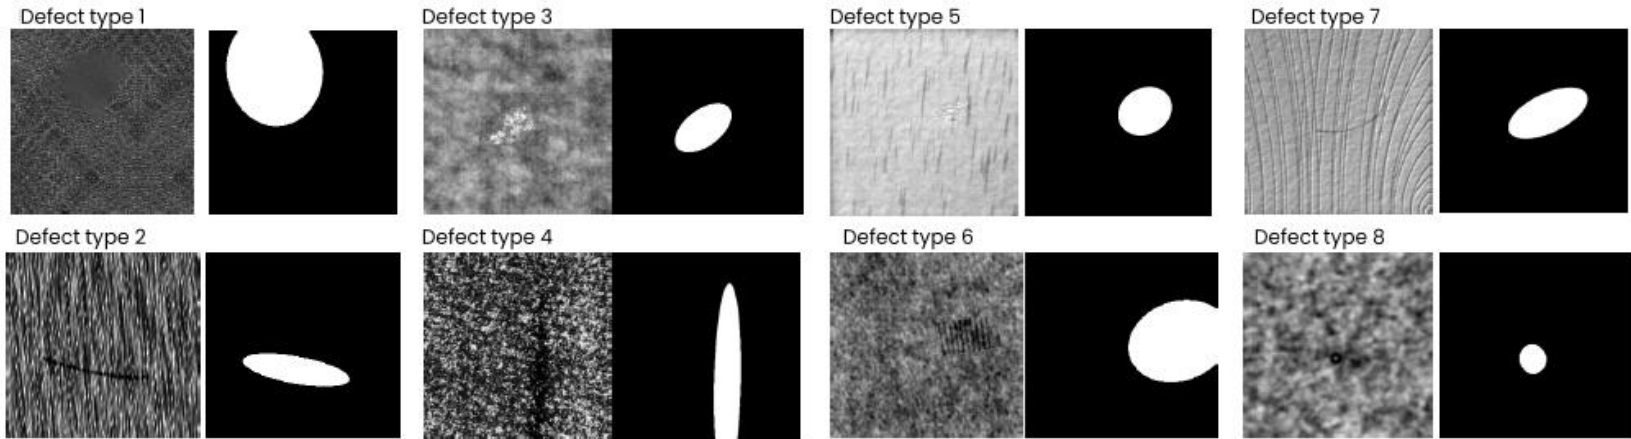 Defect type 1
Defect type 3
Defect type 5
Defect type 7
Defect type 2
Defect type 4
Defect type 6
Defect type 8